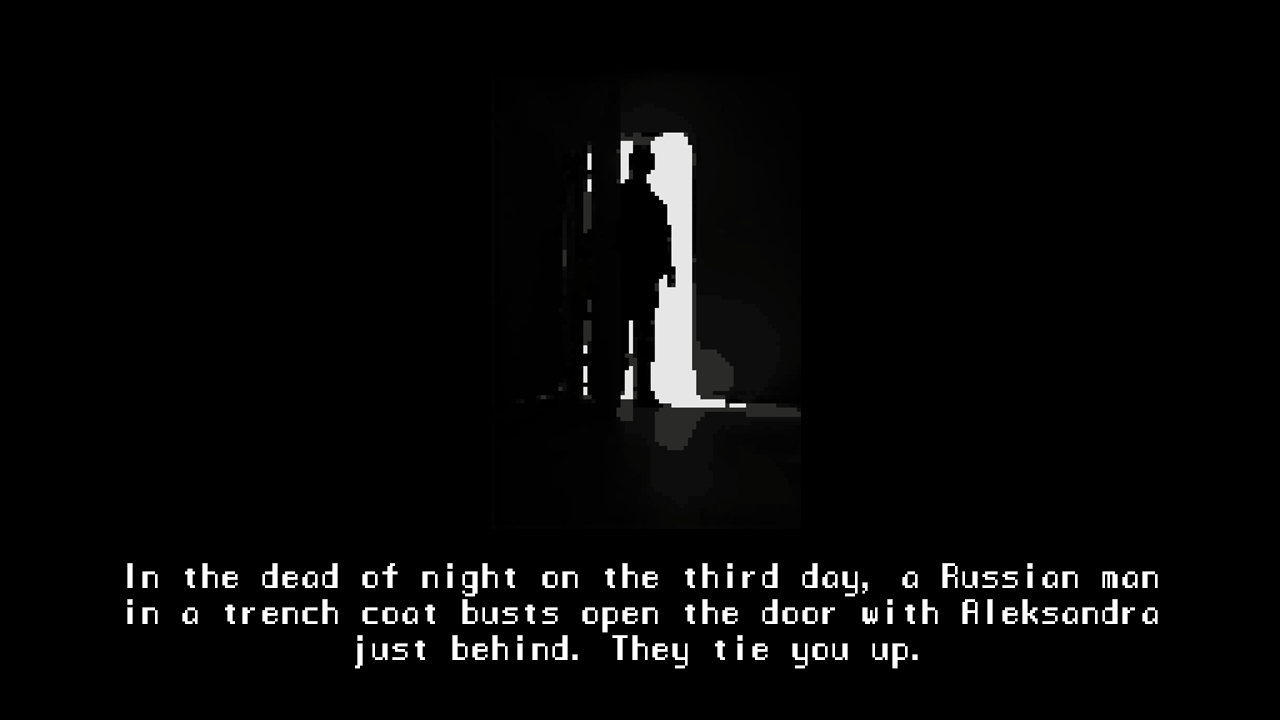 In the dead of night on the third day, a Russian man
in a trench coat busts open the door with Aleksandra
just behind. They tie you up.